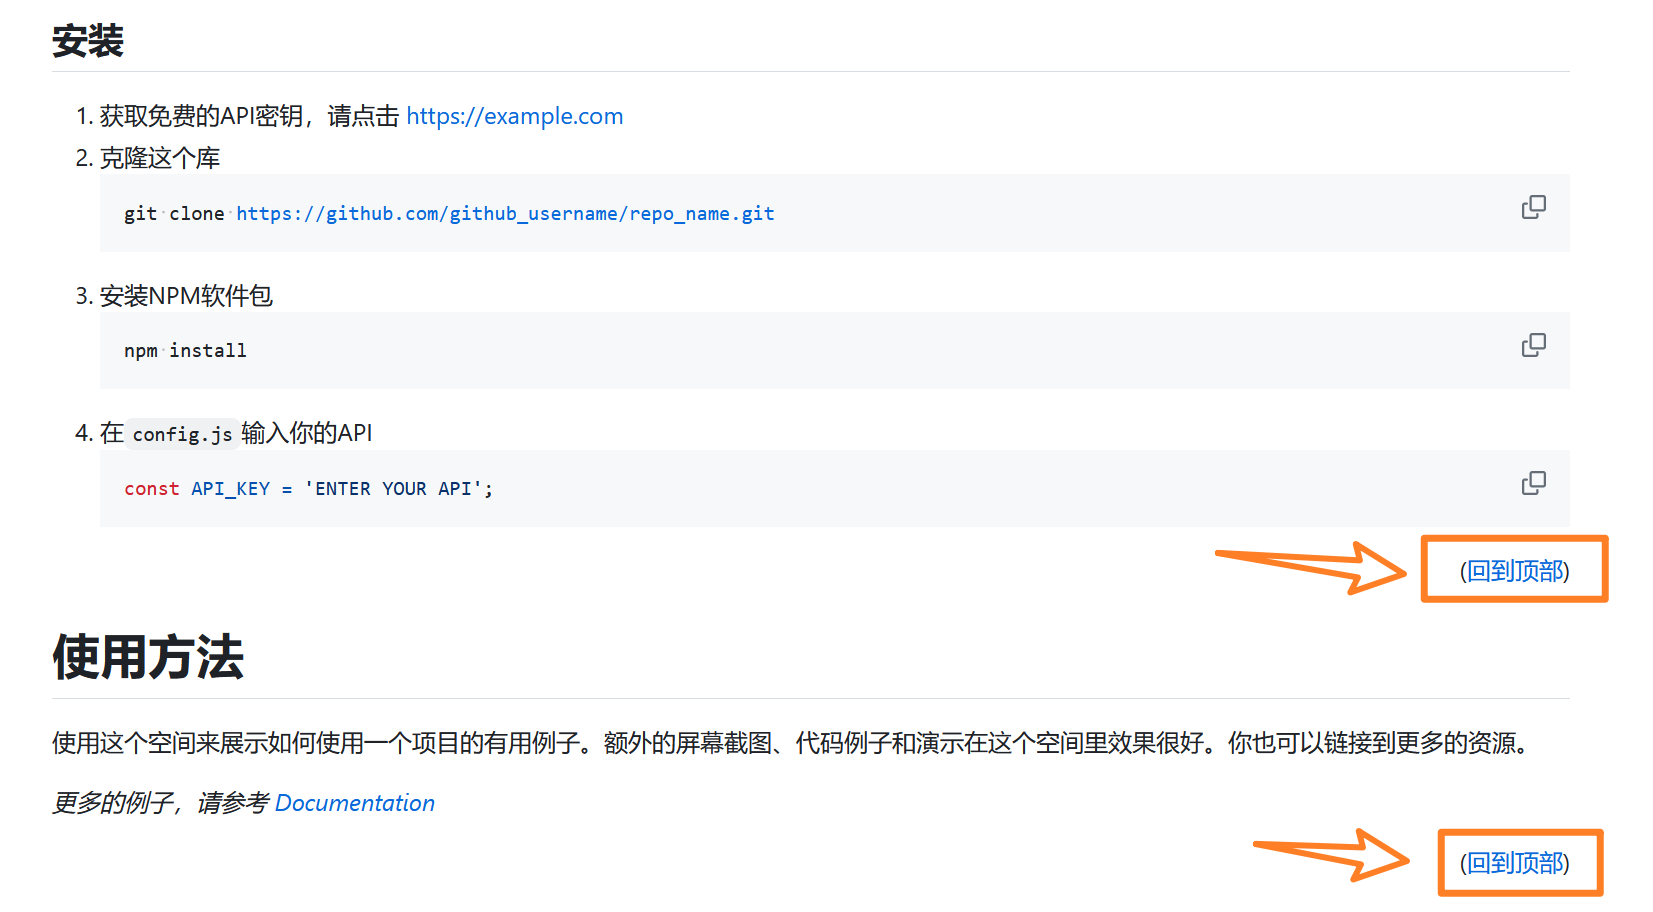 安装
1. 获取免费的API密钥，请点击 https://example.com
2. 克隆这个库
git clone https://github.com/github_username/repo_name.git
3. 安装NPM软件包
npm install
4. 在 config.js 输入你的API
const API_KEY = 'ENTER YOUR API';
(回到顶部)
使用方法
使用这个空间来展示如何使用一个项目的有用例子。额外的屏幕截图、代码例子和演示在这个空间里效果很好。你也可以链接到更多的资源。
更多的例子，请参考 Documentation
(回到顶部)